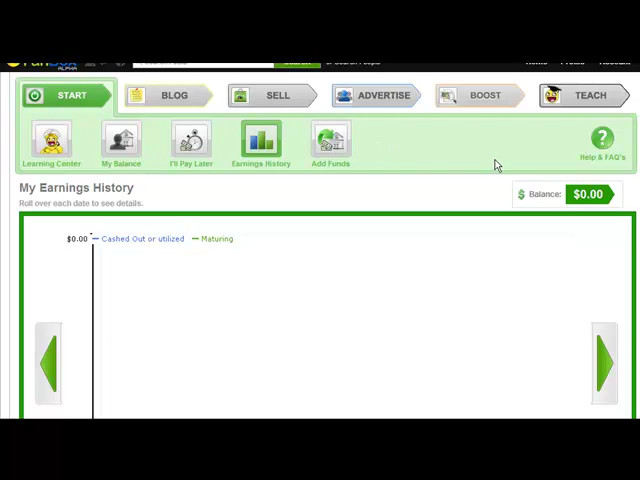 ALPHA
START
BLOG
SELL
ADVERTISE
BOOST
TEACH
Learning Center
My Balance
I'll Pay Later
Earnings History
Add Funds
Help & FAQ's
My Earnings History
Roll over each date to see details.
$ Balance: $0.00
$0.00
Cashed Out or utilized
Maturing